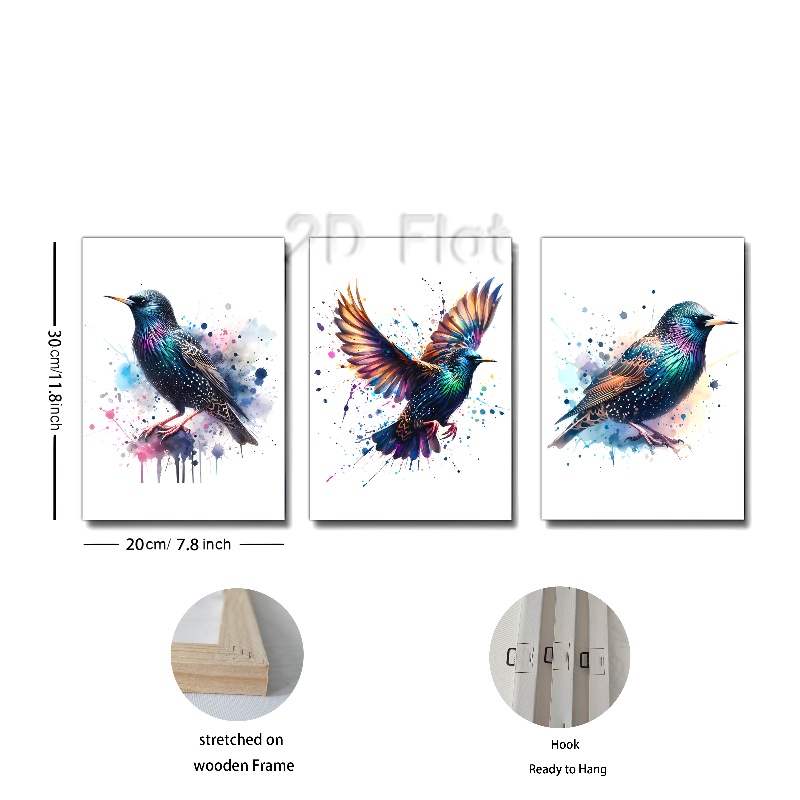 2D Flat
30cm/11.8inch
20cm/ 7.8 inch
stretched on
wooden Frame
Hook
Ready to Hang